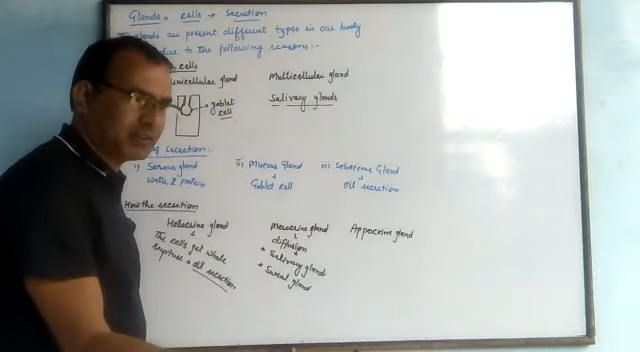 Glands → cells → secretion
glands are present different types in our body.
due to the following reasons:-
cells
unicellular gland Multicellular gland
→ goblet cell Salivary glands
of secretion:-
i) Serous gland ii) Mucous Gland iii) Sebaceous Gland
water & protein Goblet cell oil secretion
How the secretion
Holocrine gland Merocrine gland Appocrine gland
The cells get whole diffusion
rupture & oil secretion * Salivary gland
* Sweat gland